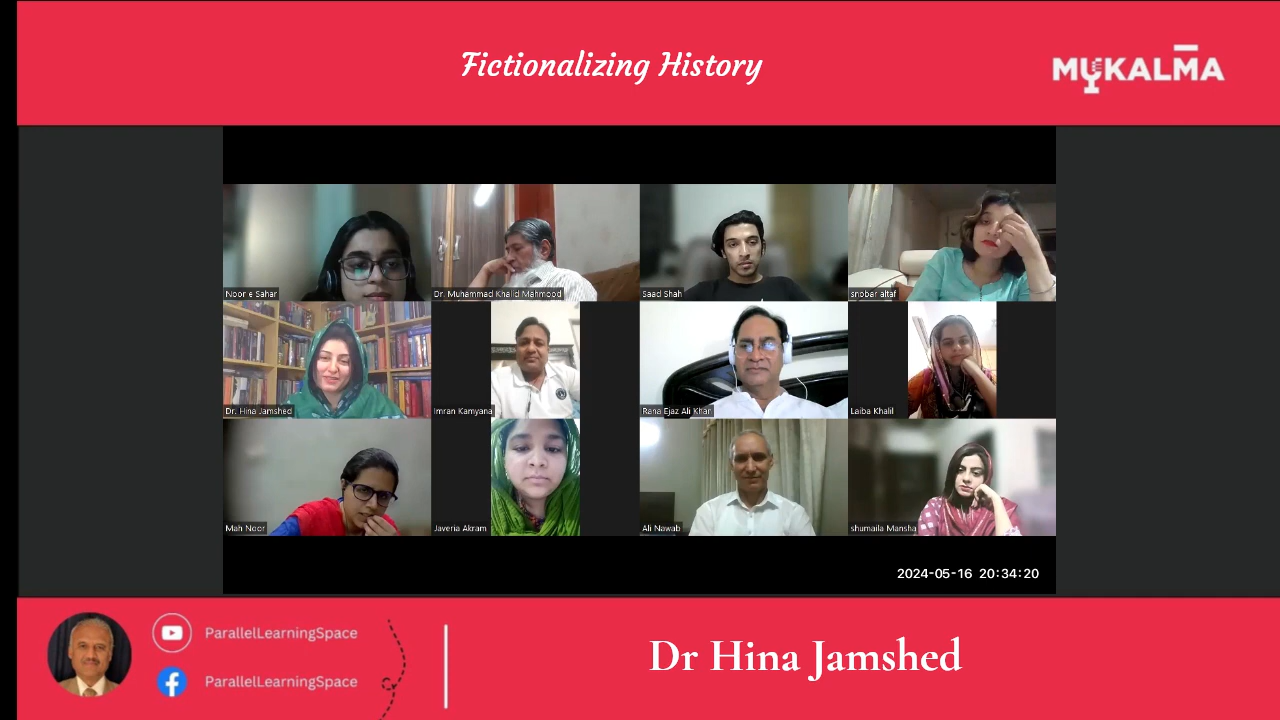 Fictionalizing History
MUKALMA
Noor e Sahar
Dr. Muhammad Khalid Mahmood
Saad Shah
snobar altaf
Dr. Hina Jamshed
Imran Kamyana
Rana Ejaz Ali Khan
Laiba Khalil
Mah Noor
Javeria Akram
Ali Nawab
shumaila Mansha
2024-05-16 20:34:20
ParallelLearningSpace
ParallelLearningSpace
Dr Hina Jamshed